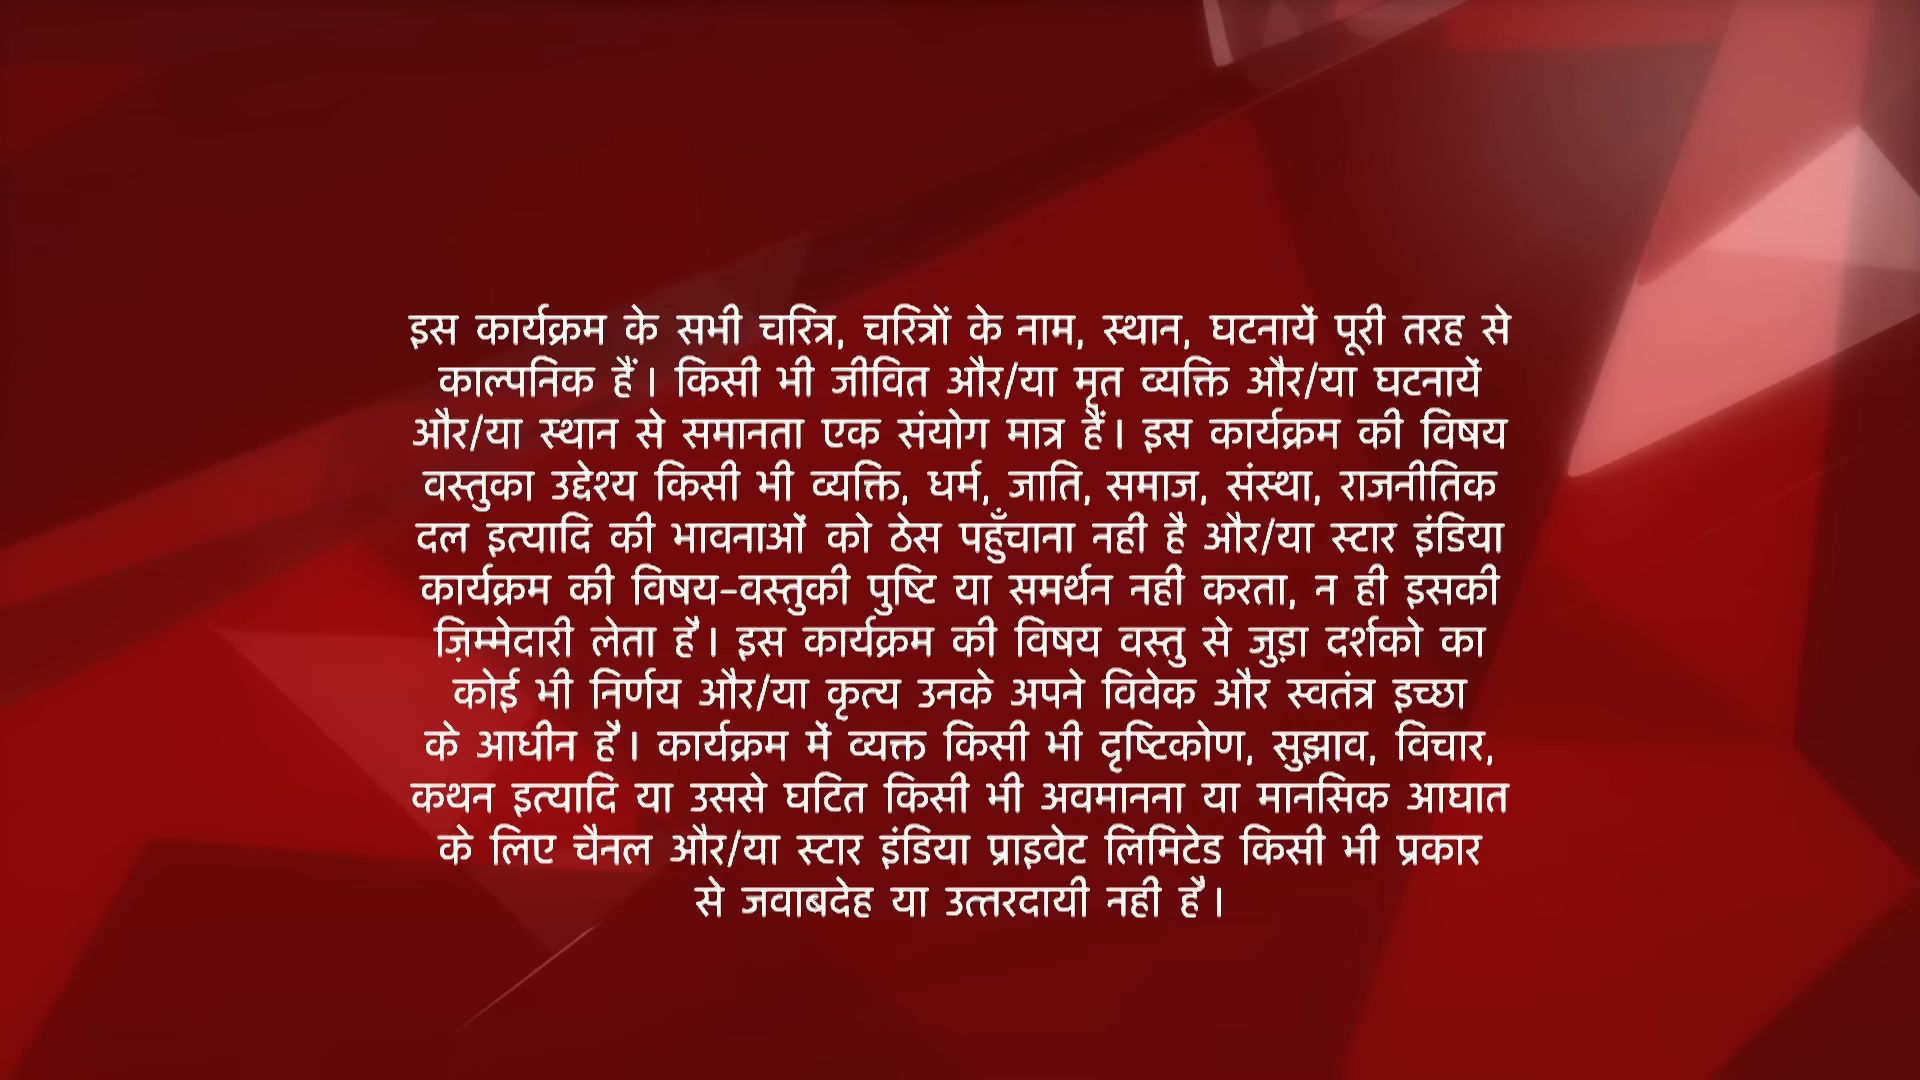 इस कार्यक्रम के सभी चरित्र, चरित्रों के नाम, स्थान, घटनायें पूरी तरह से
काल्पनिक हैं। किसी भी जीवित और/या मृत व्यक्ति और/या घटनायें
और/या स्थान से समानता एक संयोग मात्र हैं। इस कार्यक्रम की विषय
वस्तुका उद्देश्य किसी भी व्यक्ति, धर्म, जाति, समाज, संस्था, राजनीतिक
दल इत्यादि की भावनाओं को ठेस पहुँचाना नही है और/या स्टार इंडिया
कार्यक्रम की विषय-वस्तुकी पुष्टि या समर्थन नहीं करता, न ही इसकी
ज़िम्मेदारी लेता है। इस कार्यक्रम की विषय वस्तु से जुड़ा दर्शको का
कोई भी निर्णय और/या कृत्य उनके अपने विवेक और स्वतंत्र इच्छा
के आधीन है। कार्यक्रम में व्यक्त किसी भी दृष्टिकोण, सुझाव, विचार,
कथन इत्यादि या उससे घटित किसी भी अवमानना या मानसिक आघात
के लिए चैनल और/या स्टार इंडिया प्राइवेट लिमिटेड किसी भी प्रकार
से जवाबदेह या उत्तरदायी नही है।